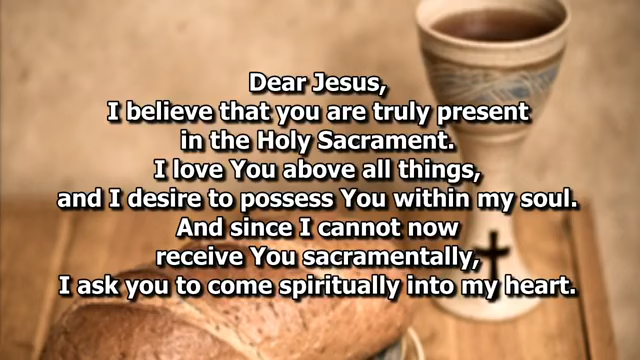 Dear Jesus,
I believe that you are truly present
in the Holy Sacrament.
I love You above all things,
and I desire to possess You within my soul.
And since I cannot now
receive You sacramentally,
I ask you to come spiritually into my heart.